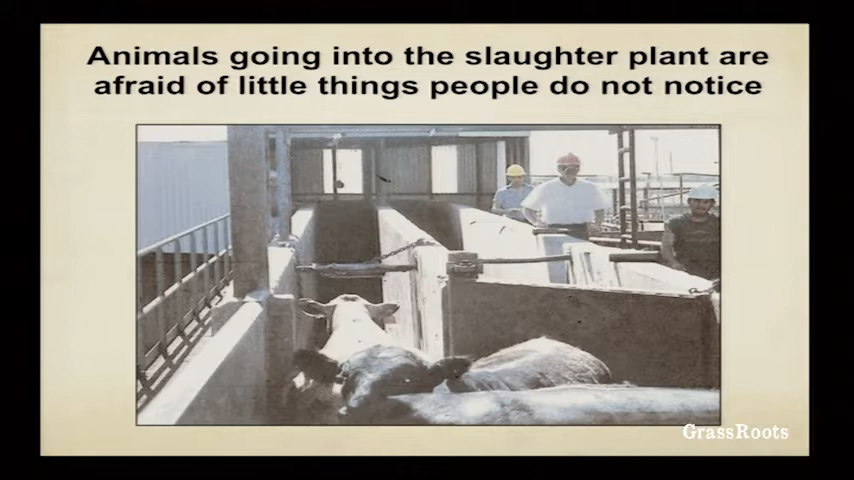 Animals going into the slaughter plant are
afraid of little things people do not notice
GrassRoots